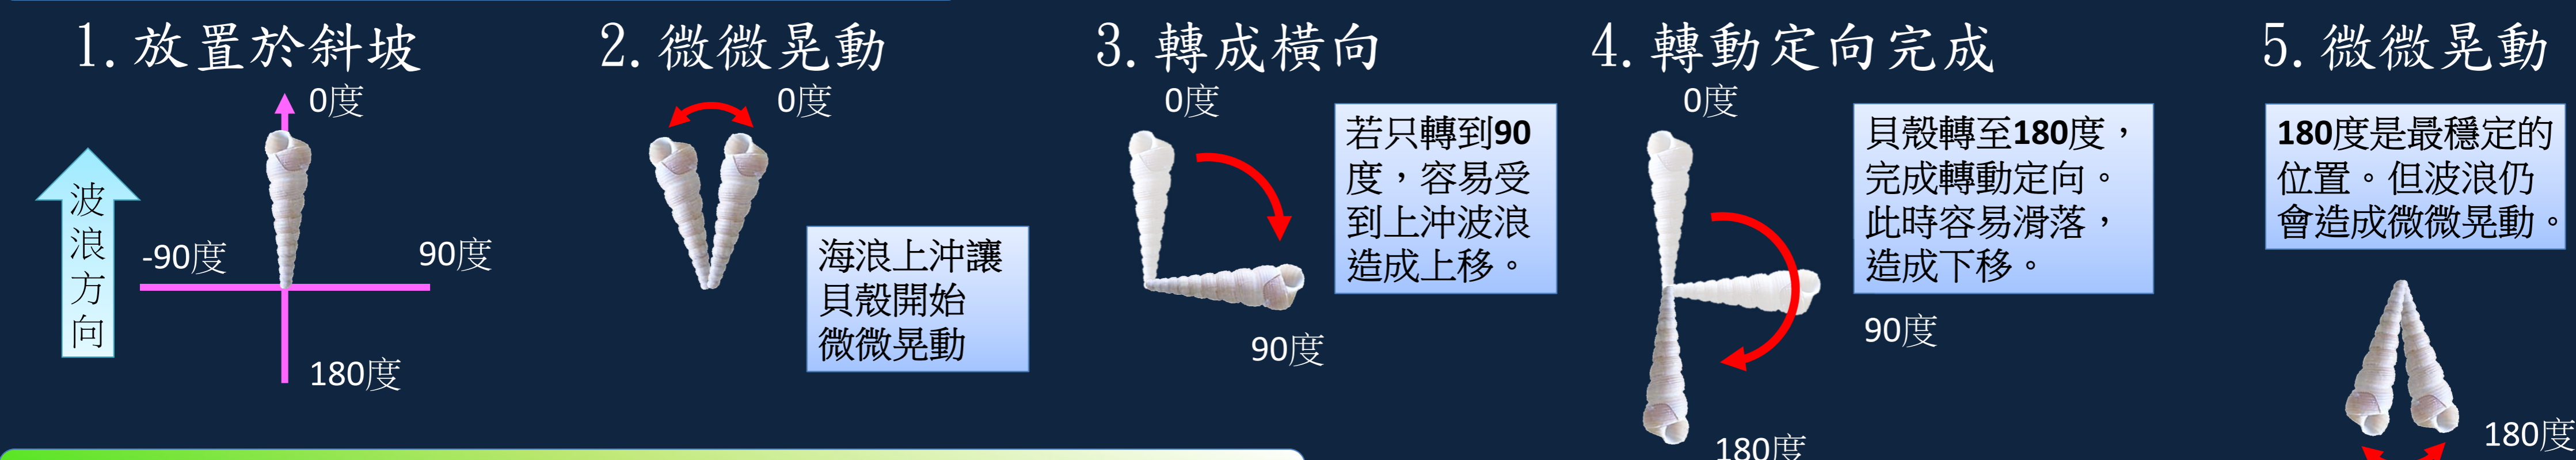 1.放置於斜坡
0度
波浪方向
-90度
90度
180度
2.微微晃動
0度
海浪上沖讓
貝殼開始
微微晃動
3.轉成橫向
0度
若只轉到90
度，容易受
到上沖波浪
造成上移。
90度
4.轉動定向完成
0度
貝殼轉至180度，
完成轉動定向。
此時容易滑落，
造成下移。
90度
180度
5.微微晃動
180度是最穩定的
位置。但波浪仍
會造成微微晃動。
180度